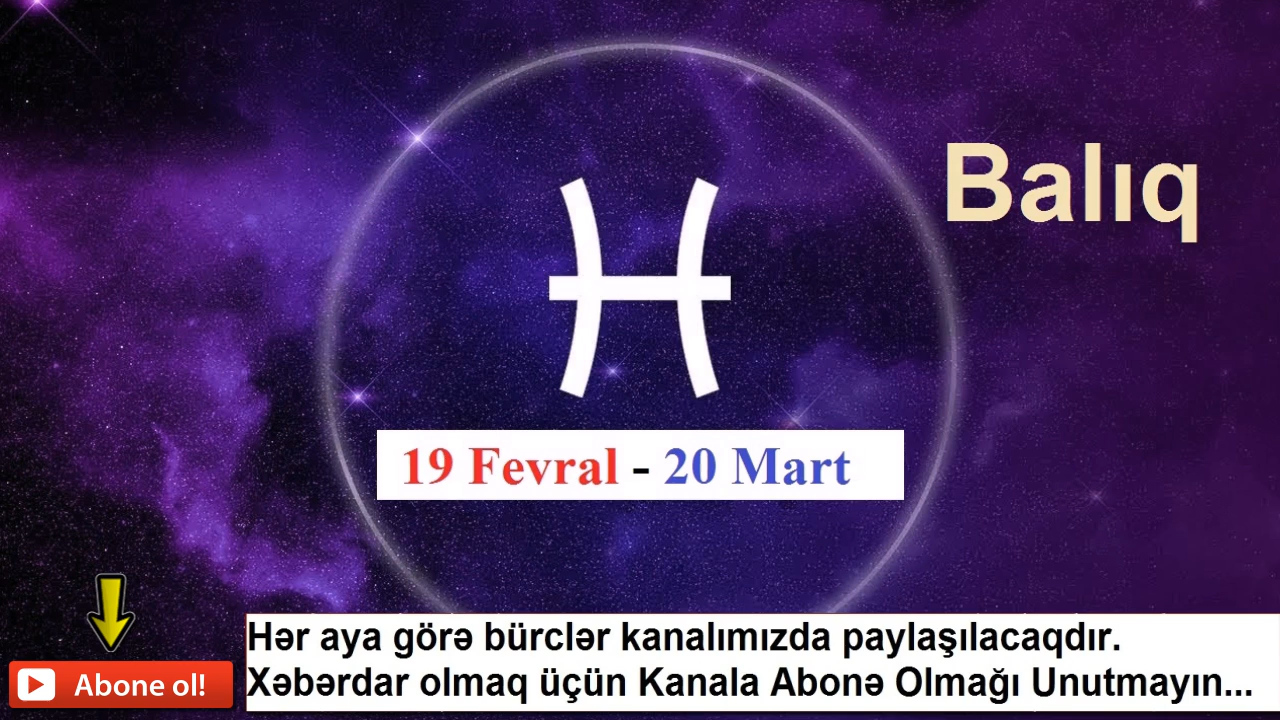 Balıq
19 Fevral - 20 Mart
Hər aya görə bürclər kanalımızda paylaşılacaqdır.
Xəbərdar olmaq üçün Kanala Abonə Olmağı Unutmayın...
Abone ol!